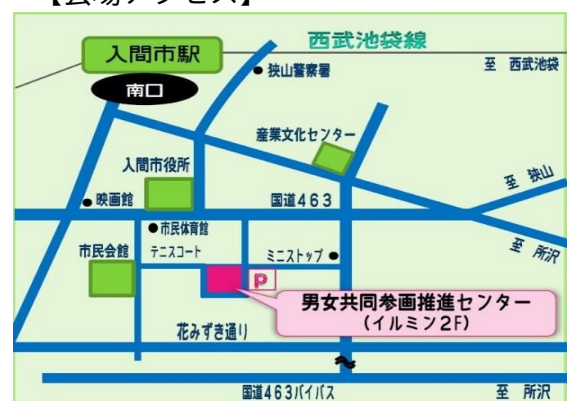 【会場アクセス】
西武池袋線
入間市駅
南口
狭山警察署
至 西武池袋
産業文化センター
入間市役所
至 狭山
映画館
国道463
市民体育館
市民会館
テニスコート
ミニストップ
至 所沢
P
男女共同参画推進センター
(イルミン2F)
花みずき通り
国道463バイパス
至 所沢